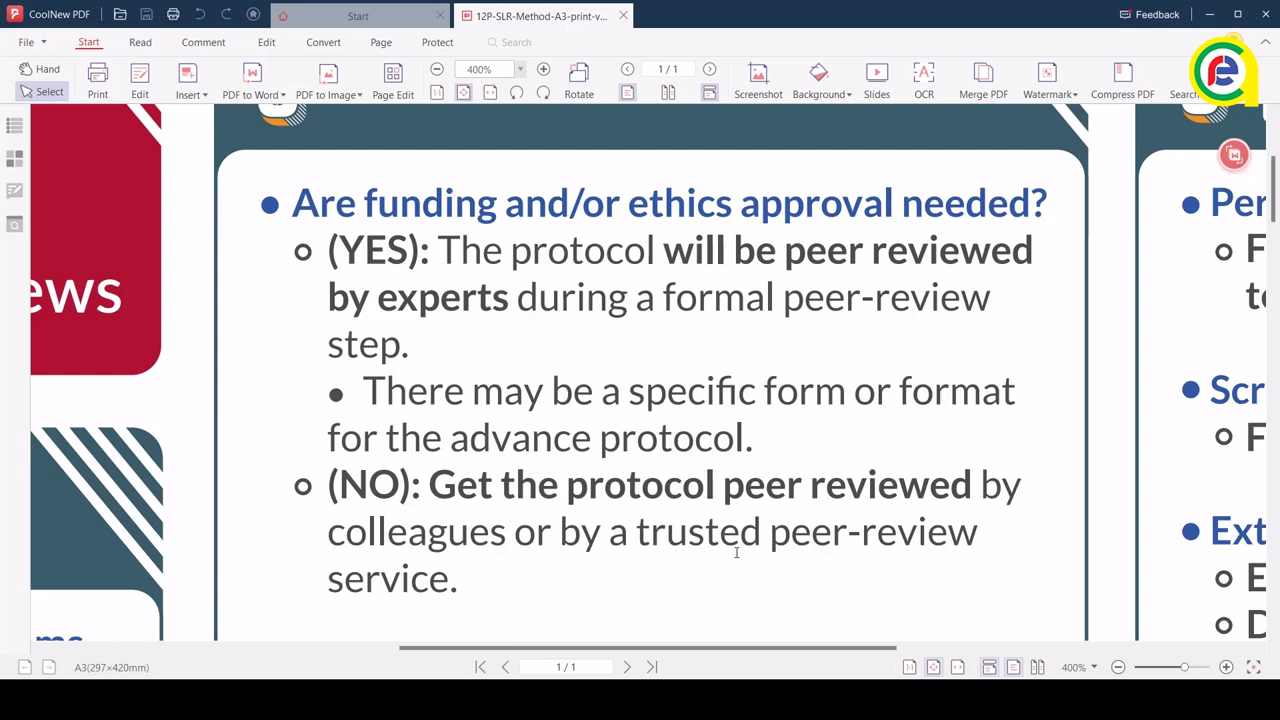 CoolNew PDF
Start
12P-SLR-Method-A3-print-v...
Feedback
File
Start
Read
Comment
Edit
Convert
Page
Protect
Search
Hand
Select
Print
Edit
Insert
PDF to Word
PDF to Image
Page Edit
400%
Rotate
1 / 1
Screenshot
Background
Slides
OCR
Merge PDF
Watermark
Compress PDF
Search
ews
• Are funding and/or ethics approval needed?
(YES): The protocol will be peer reviewed
by experts during a formal peer-review
step.
• There may be a specific form or format
for the advance protocol.
(NO): Get the protocol peer reviewed by
colleagues or by a trusted peer-review
service.
• Per
F
• Scr
F
• Ext
E
D
A3(297×420mm)
1 / 1
400%